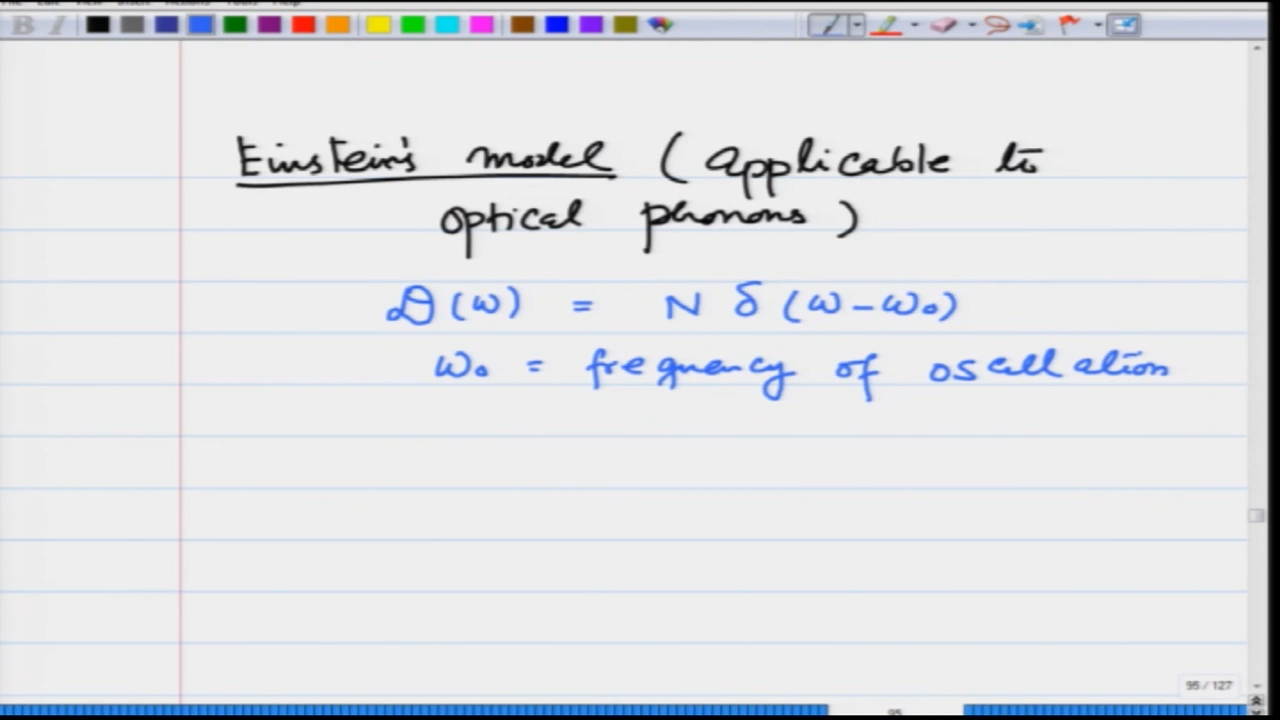 Einstein's model (applicable to
optical phonons)
D(ω) = N δ(ω-ω₀)
ω₀ = frequency of oscillation
95 / 127